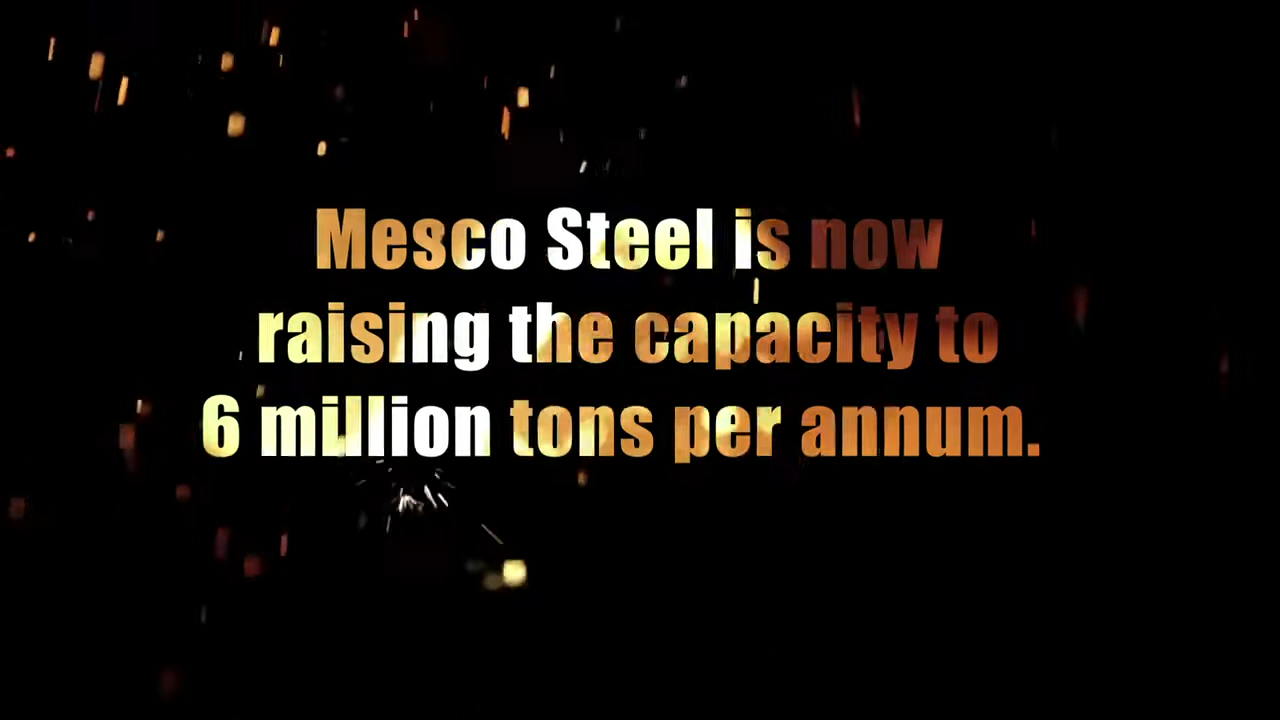 Mesco Steel is now
raising the capacity to
6 million tons per annum.